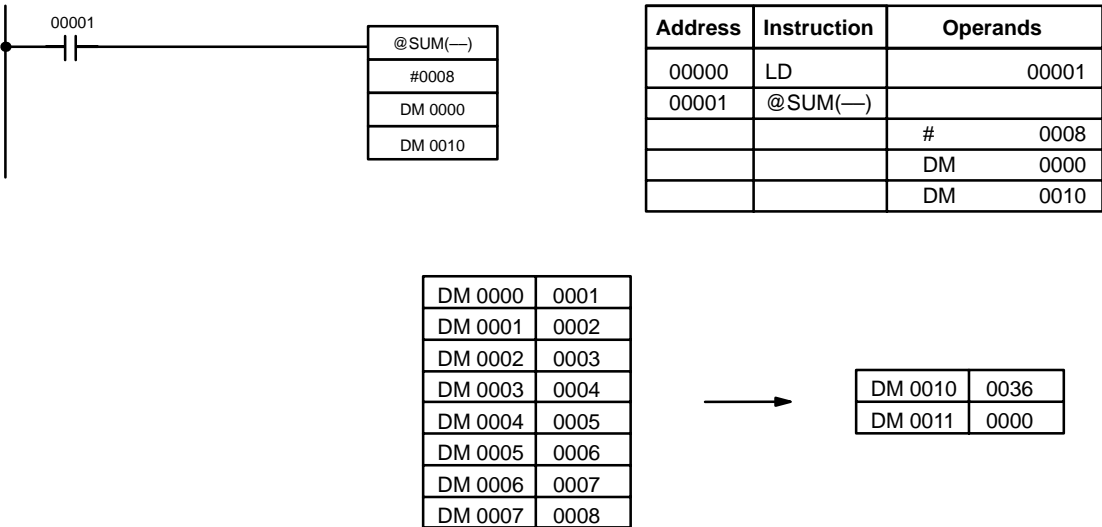 00001
@SUM(––)
#0008
DM 0000
DM 0010
Address Instruction Operands
00000 LD 00001
00001 @SUM(––)
# 0008
DM 0000
DM 0010
DM 0000 0001
DM 0001 0002
DM 0002 0003
DM 0003 0004
DM 0004 0005
DM 0005 0006
DM 0006 0007
DM 0007 0008
DM 0010 0036
DM 0011 0000